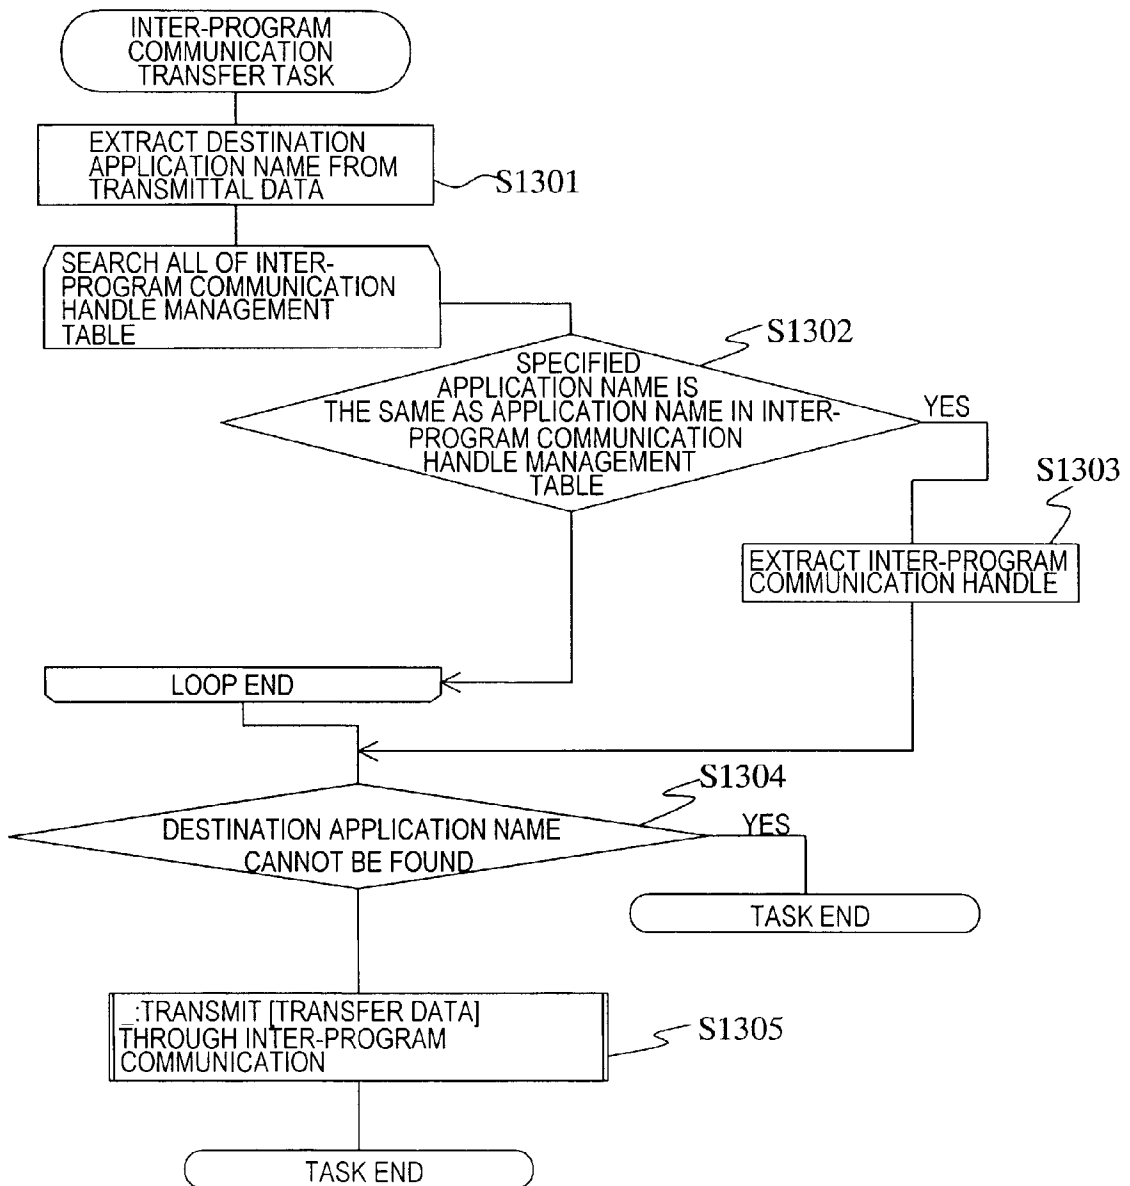 INTER-PROGRAM
COMMUNICATION
TRANSFER TASK
EXTRACT DESTINATION
APPLICATION NAME FROM
TRANSMITTAL DATA
S1301
SEARCH ALL OF INTER-
PROGRAM COMMUNICATION
HANDLE MANAGEMENT
TABLE
S1302
SPECIFIED
APPLICATION NAME IS
THE SAME AS APPLICATION NAME IN INTER-
PROGRAM COMMUNICATION
HANDLE MANAGEMENT
TABLE
YES
S1303
EXTRACT INTER-PROGRAM
COMMUNICATION HANDLE
LOOP END
S1304
DESTINATION APPLICATION NAME
CANNOT BE FOUND
YES
TASK END
_:TRANSMIT [TRANSFER DATA]
THROUGH INTER-PROGRAM
COMMUNICATION
S1305
TASK END